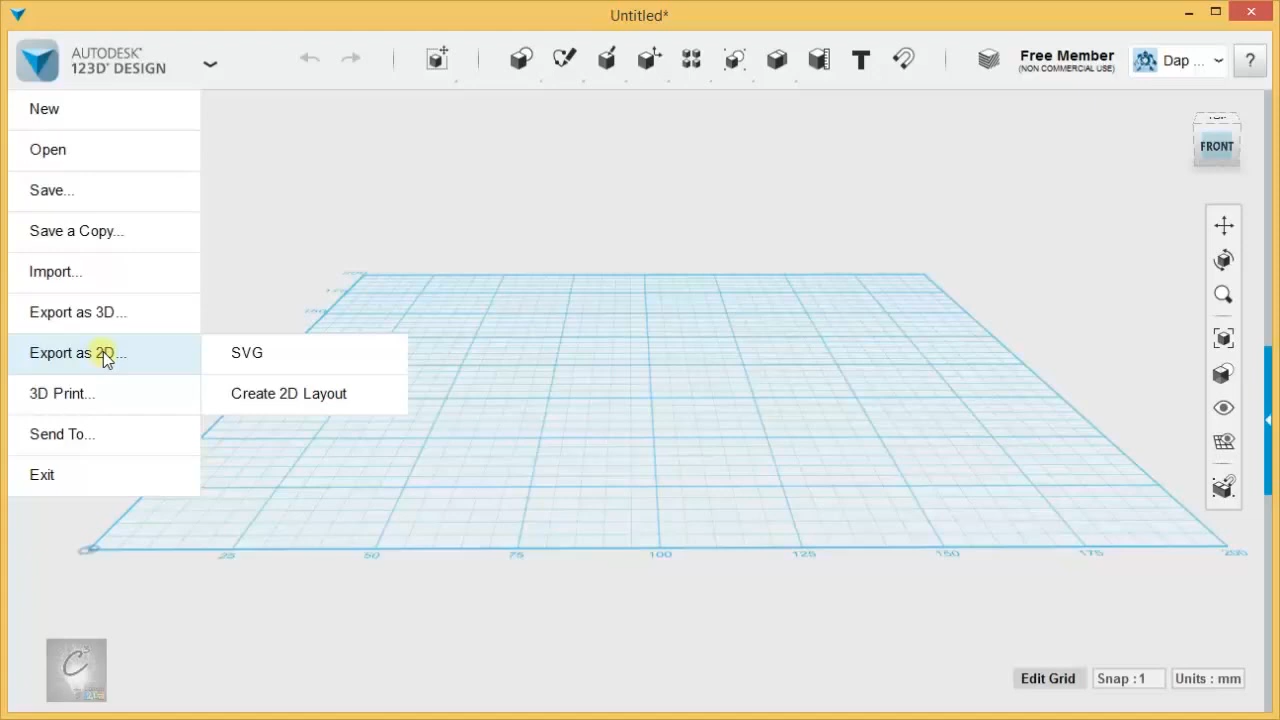 Untitled*
AUTODESK®
123D® DESIGN
Free Member
(NON COMMERCIAL USE)
Dap ...
?
New
Open
Save...
Save a Copy...
Import...
Export as 3D...
Export as 2D...
3D Print...
Send To...
Exit
SVG
Create 2D Layout
TOP
FRONT
25
50
75
100
125
150
175
200
Edit Grid
Snap : 1
Units : mm